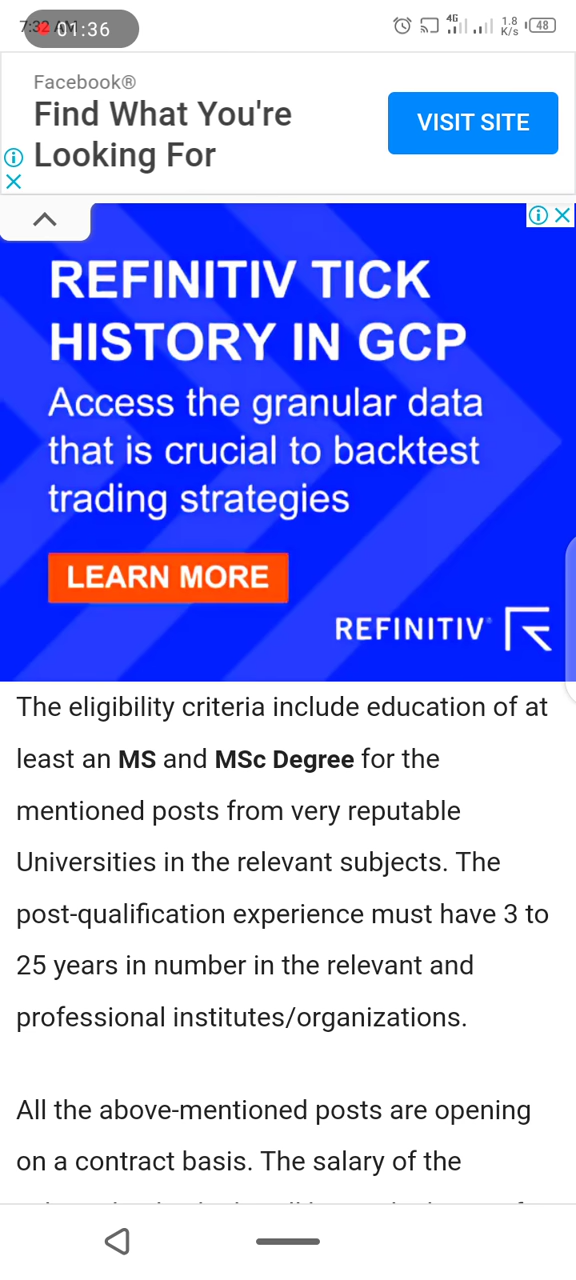 7:32 AM
01:36
4G
1.8
K/s
48
Facebook®
Find What You're
Looking For
VISIT SITE
REFINITIV TICK
HISTORY IN GCP
Access the granular data
that is crucial to backtest
trading strategies
LEARN MORE
REFINITIV®
The eligibility criteria include education of at
least an MS and MSc Degree for the
mentioned posts from very reputable
Universities in the relevant subjects. The
post-qualification experience must have 3 to
25 years in number in the relevant and
professional institutes/organizations.
All the above-mentioned posts are opening
on a contract basis. The salary of the